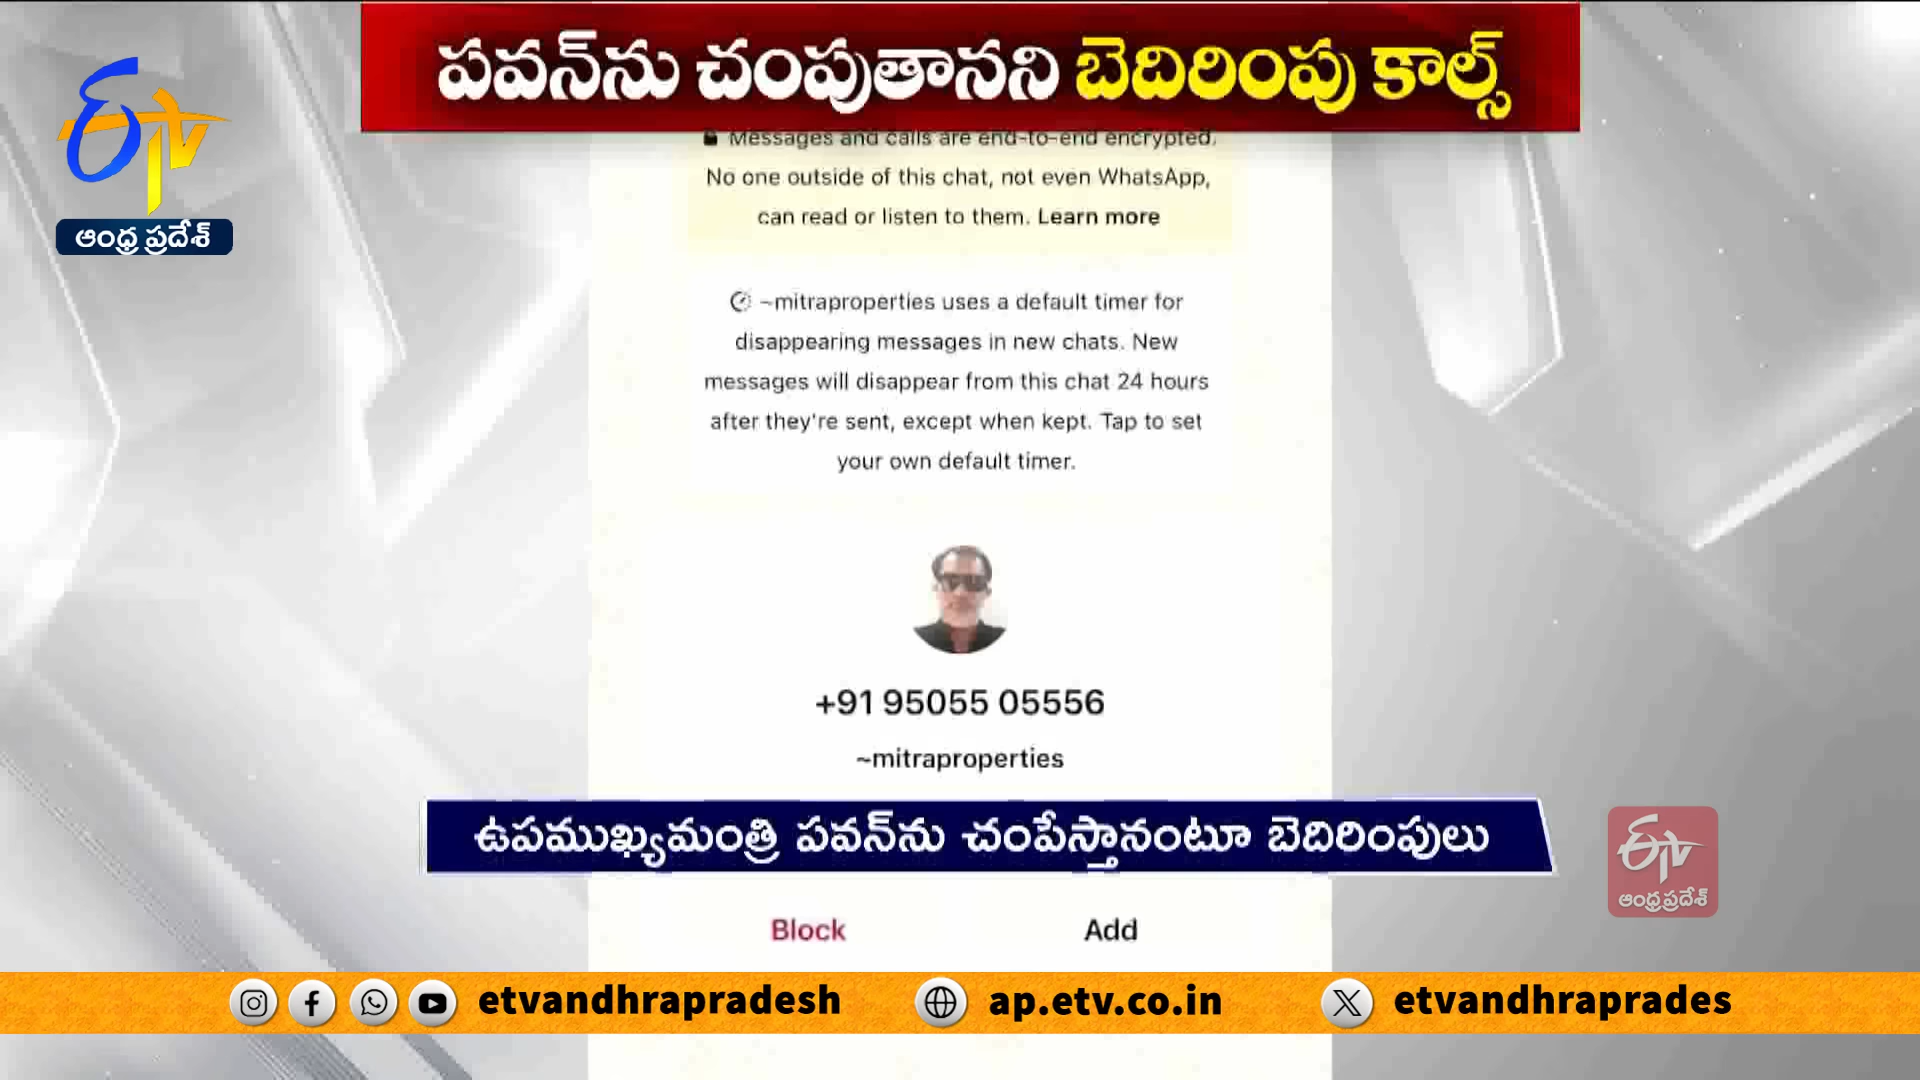 పవన్‌ను చంపుతానని బెదిరింపు కాల్స్
ETV
ఆంధ్ర ప్రదేశ్
Messages and calls are end-to-end encrypted.
No one outside of this chat, not even WhatsApp,
can read or listen to them. Learn more
~mitraproperties uses a default timer for
disappearing messages in new chats. New
messages will disappear from this chat 24 hours
after they're sent, except when kept. Tap to set
your own default timer.
+91 95055 05556
~mitraproperties
ఉపముఖ్యమంత్రి పవన్‌ను చంపేస్తానంటూ బెదిరింపులు
ETV
ఆంధ్రప్రదేశ్
Block Add
etvandhrapradesh ap.etv.co.in etvandhraprades